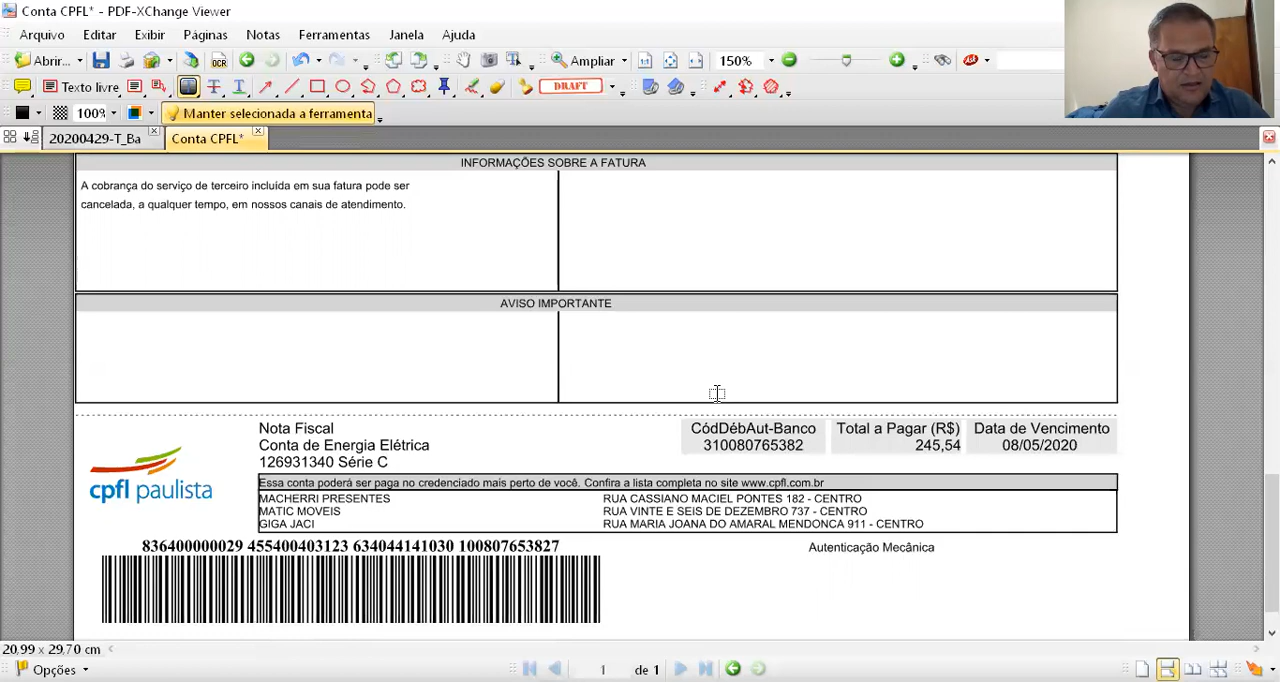 Conta CPFL* - PDF-XChange Viewer
Arquivo Editar Exibir Páginas Notas Ferramentas Janela Ajuda
Abrir... OCR Ampliar 150%
Texto livre DRAFT
100% Manter selecionada a ferramenta
20200429-T_Ba Conta CPFL*
INFORMAÇÕES SOBRE A FATURA
A cobrança do serviço de terceiro incluída em sua fatura pode ser
cancelada, a qualquer tempo, em nossos canais de atendimento.
AVISO IMPORTANTE
Nota Fiscal
Conta de Energia Elétrica
126931340 Série C
CódDébAut-Banco Total a Pagar (R$) Data de Vencimento
310080765382 245,54 08/05/2020
cpfl paulista
Essa conta poderá ser paga no credenciado mais perto de você. Confira a lista completa no site www.cpfl.com.br
MACHERRI PRESENTES RUA CASSIANO MACIEL PONTES 182 - CENTRO
MATIC MOVEIS RUA VINTE E SEIS DE DEZEMBRO 737 - CENTRO
GIGA JACI RUA MARIA JOANA DO AMARAL MENDONCA 911 - CENTRO
836400000029 455400403123 634044141030 100807653827
Autenticação Mecânica
20,99 x 29,70 cm
Opções 1 de 1